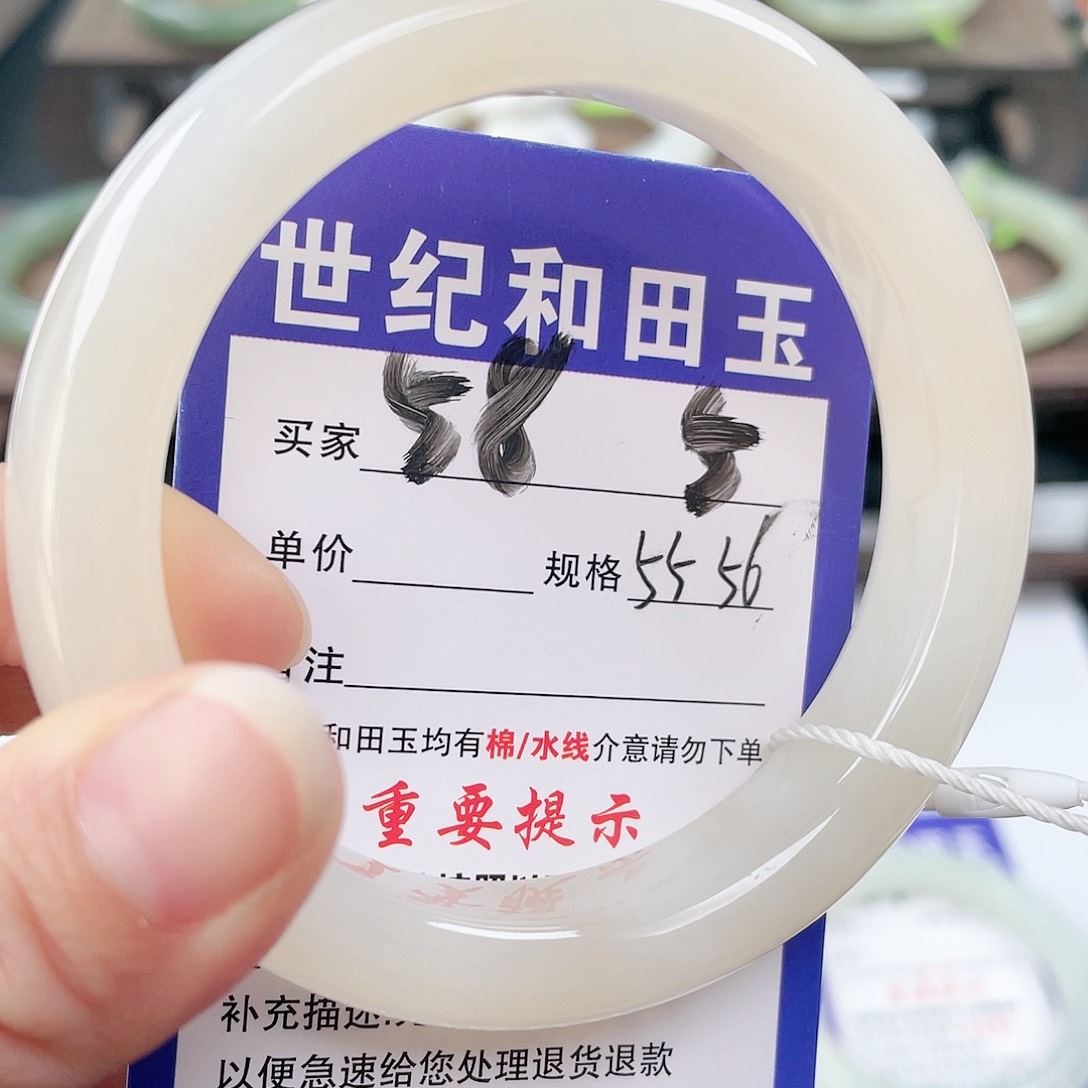 世纪和田玉
买家 58 5
单价 规格 55 56
注
和田玉均有棉/水线介意请勿下单
重要提示
补充描述
以便急速给您处理退货退款